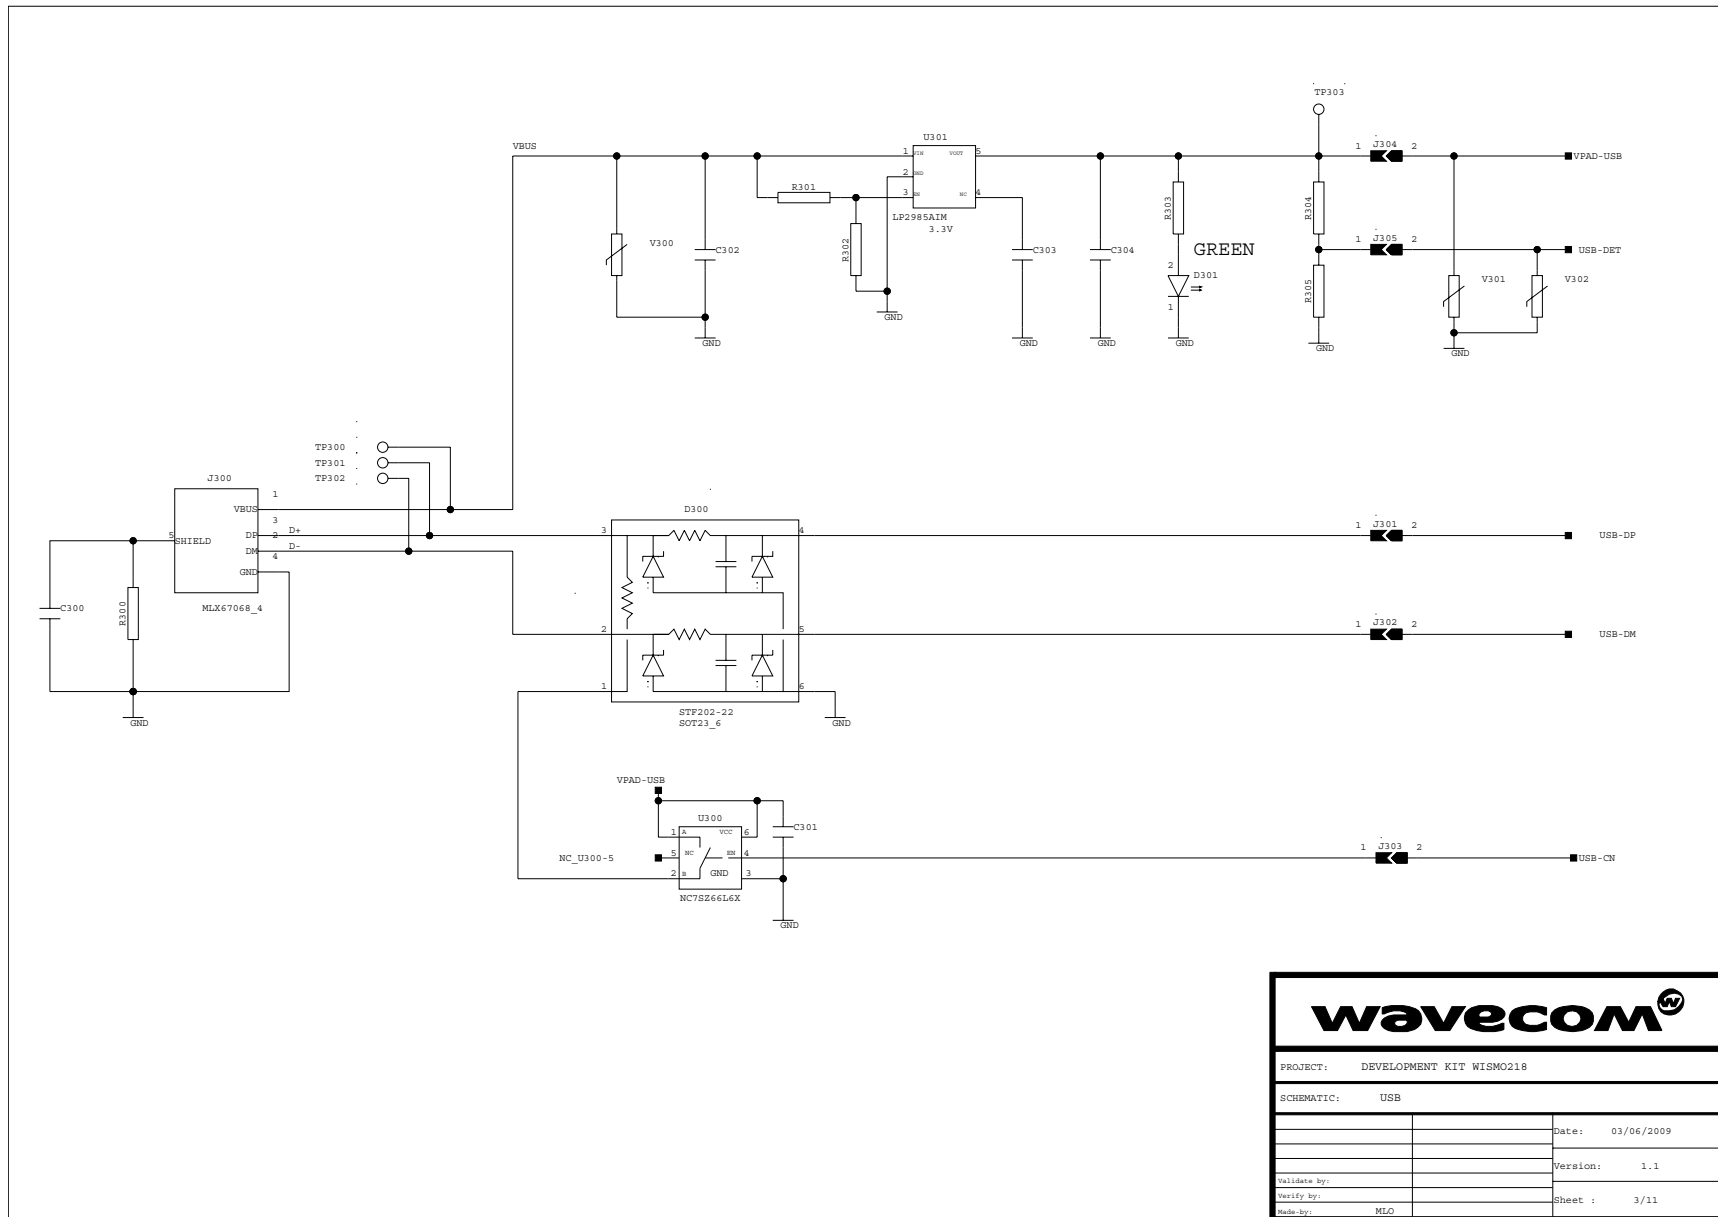 TP303
U301
VBUS
1 VIN VOUT 5
1 J304 2
VPAD-USB
2 GND
R301
3 EN NC 4
LP2985AIM
3.3V
R302
R303
R304
V300
C302
C303
C304
GREEN
1 J305 2
USB-DET
2
D301
1
R305
V301
V302
GND
GND
GND
GND
GND
GND
GND
GND
TP300
TP301
TP302
J300
1
VBUS
3
5
SHIELD
DP
2
D+
DM
D-
4
GND
MLX67068_4
C300
R300
GND
D300
3
4
2
5
1
6
STF202-22
SOT23_6
GND
1 J301 2
USB-DP
1 J302 2
USB-DM
VPAD-USB
U300
C301
1 A VCC 6
NC_U300-5
5 NC EN 4
2 B GND 3
NC7SZ66L6X
GND
1 J303 2
USB-CN
wavecom w
PROJECT: DEVELOPMENT KIT WISMO218
SCHEMATIC: USB
Date: 03/06/2009
Version: 1.1
Validate by:
Verify by:
Sheet : 3/11
Made-by: MLO